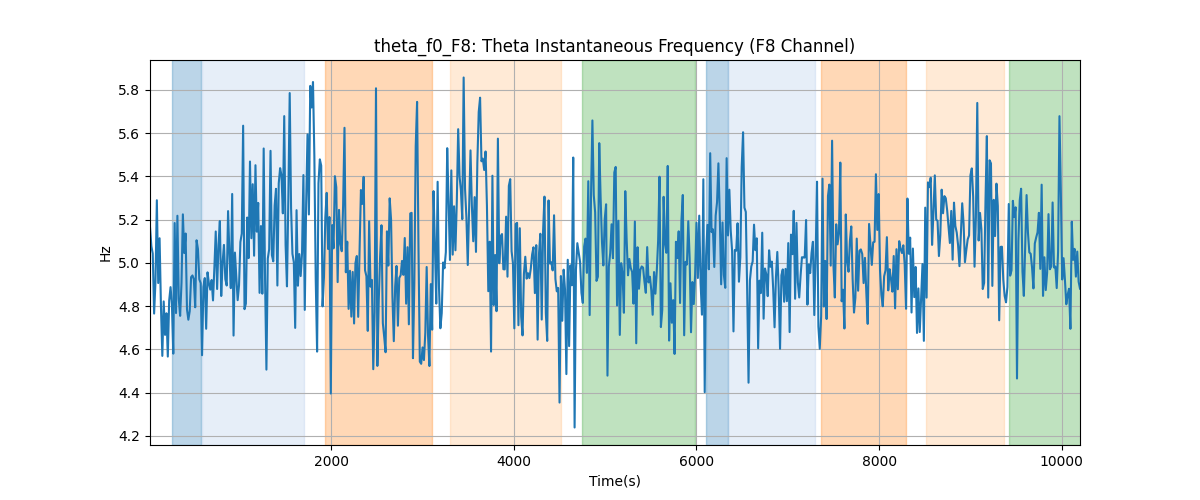 theta_f0_F8: Theta Instantaneous Frequency (F8 Channel)
5.8
5.6
5.4
5.2
5.0
4.8
4.6
4.4
4.2
Hz
2000 4000 6000 8000 10000
Time(s)